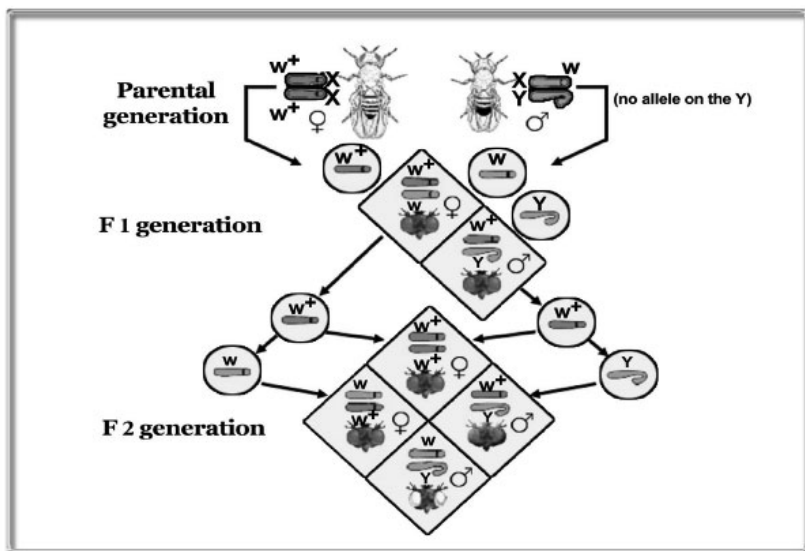 Parental
generation
w+
X
X
w+
♀
w
X
Y
♂
(no allele on the Y)
w+
w+
w
♀
w
Y
F 1 generation
w+
Y
♂
w+
w+
w+
♀
w+
w
Y
w
w+
♀
w+
Y
♂
F 2 generation
w
Y
♂